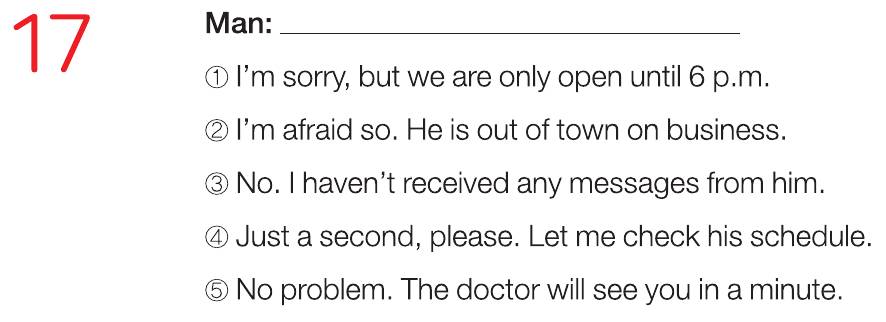 17
Man: ______________________________
① I'm sorry, but we are only open until 6 p.m.
② I'm afraid so. He is out of town on business.
③ No. I haven't received any messages from him.
④ Just a second, please. Let me check his schedule.
⑤ No problem. The doctor will see you in a minute.